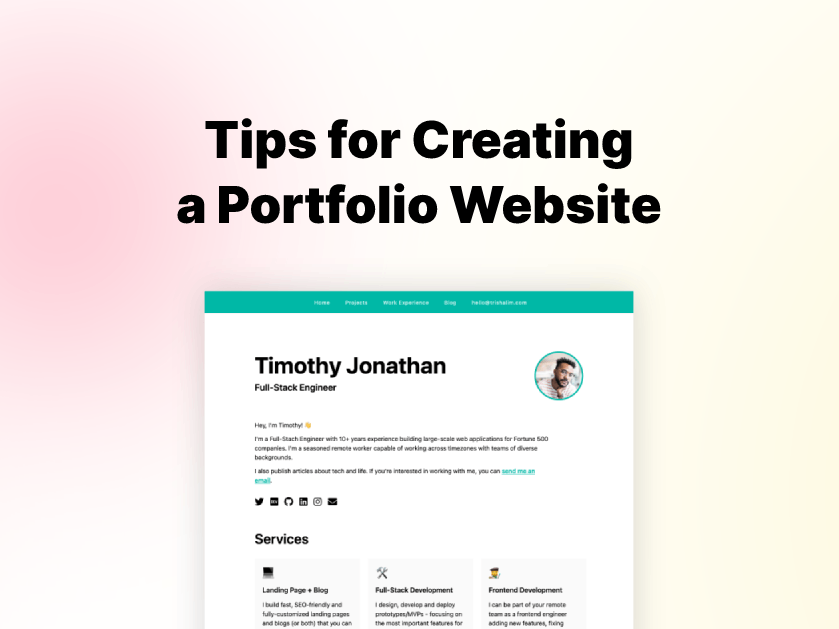 Tips for Creating
a Portfolio Website
Home Projects Work Experience Blog hello@trishalim.com
Timothy Jonathan
Full-Stack Engineer
Hey, I'm Timothy! 👋
I'm a Full-Stach Engineer with 10+ years experience building large-scale web applications for Fortune 500
companies. I'm a seasoned remote worker capable of working across timezones with teams of diverse
backgrounds.
I also publish articles about tech and life. If you're interested in working with me, you can send me an
email.
Services
Landing Page + Blog
I build fast, SEO-friendly and
fully-customized landing pages
and blogs (or both) that you can
Full-Stack Development
I design, develop and deploy
prototypes/MVPs – focusing on
the most important features for
Frontend Development
I can be part of your remote
team as a frontend engineer
adding new features, fixing